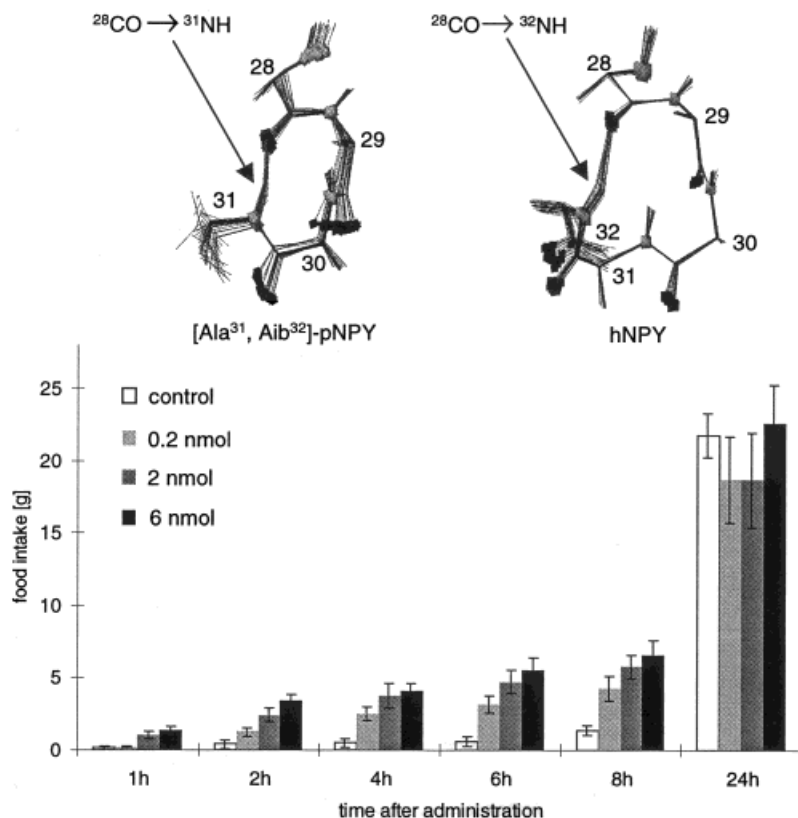 ²⁸CO → ³¹NH
²⁸CO → ³²NH
28
29
31
30
28
29
32
31
30
[Ala³¹, Aib³²]-pNPY
hNPY
food intake [g]
25
20
15
10
5
0
control
0.2 nmol
2 nmol
6 nmol
1h 2h 4h 6h 8h 24h
time after administration